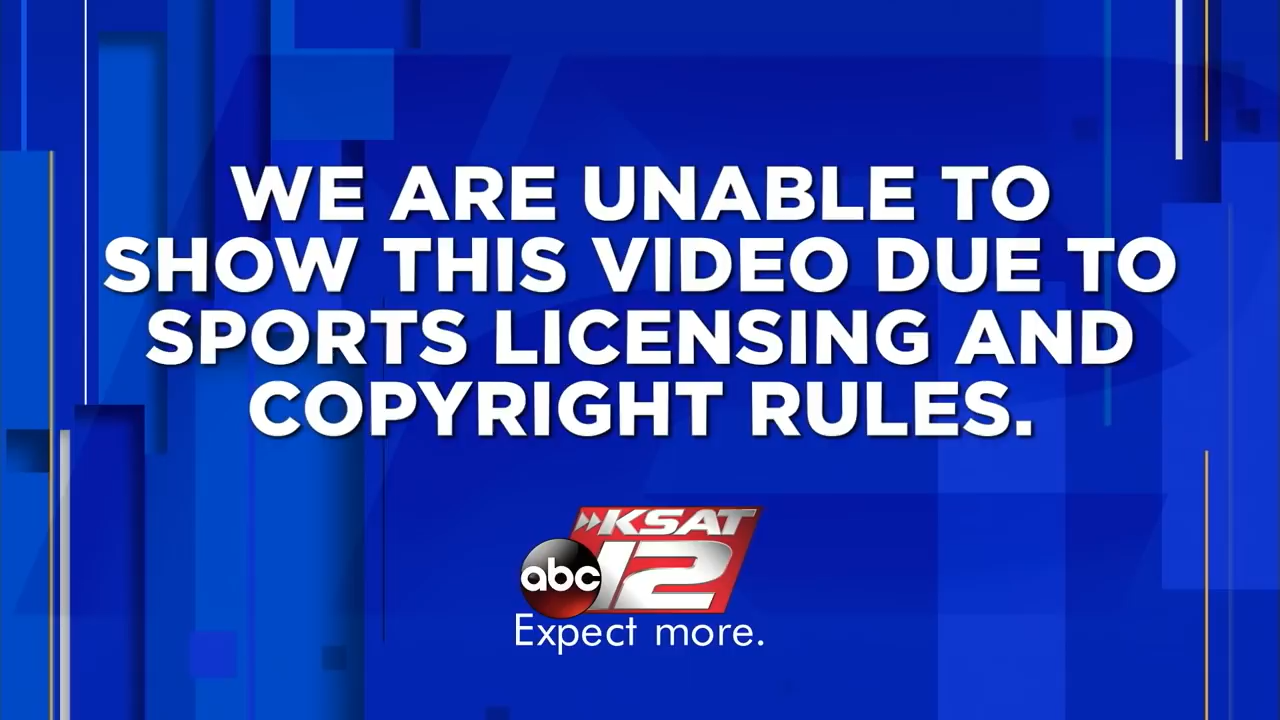 WE ARE UNABLE TO
SHOW THIS VIDEO DUE TO
SPORTS LICENSING AND
COPYRIGHT RULES.
KSAT
abc 12
Expect more.